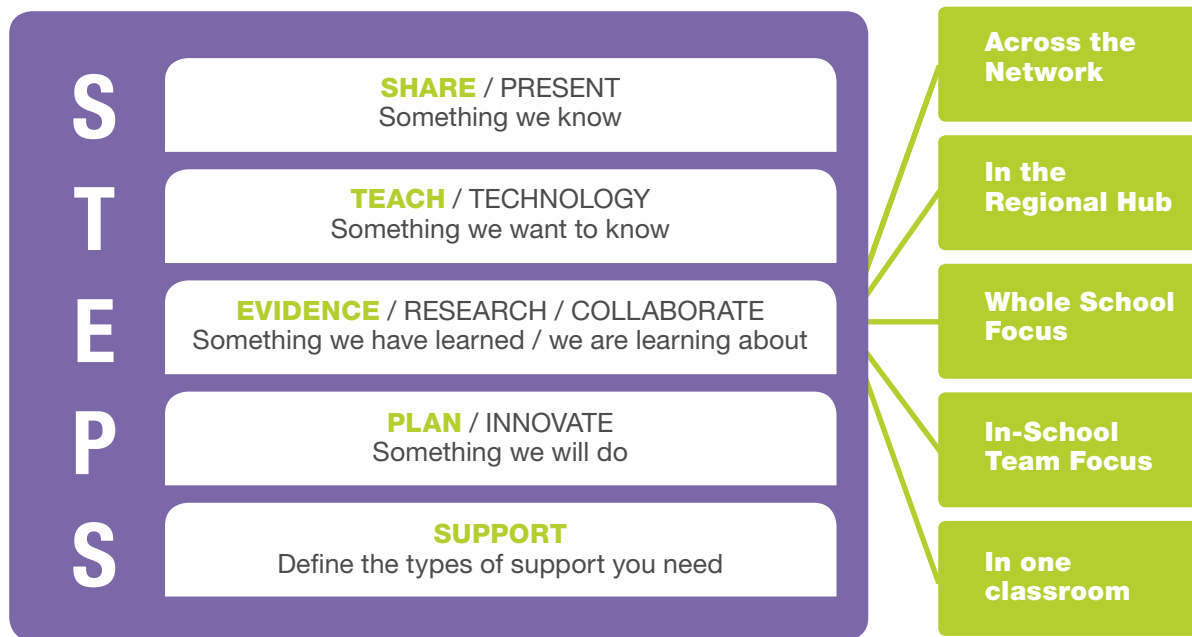 S
SHARE / PRESENT
Something we know
T
TEACH / TECHNOLOGY
Something we want to know
E
EVIDENCE / RESEARCH / COLLABORATE
Something we have learned / we are learning about
P
PLAN / INNOVATE
Something we will do
S
SUPPORT
Define the types of support you need
Across the
Network
In the
Regional Hub
Whole School
Focus
In-School
Team Focus
In one
classroom